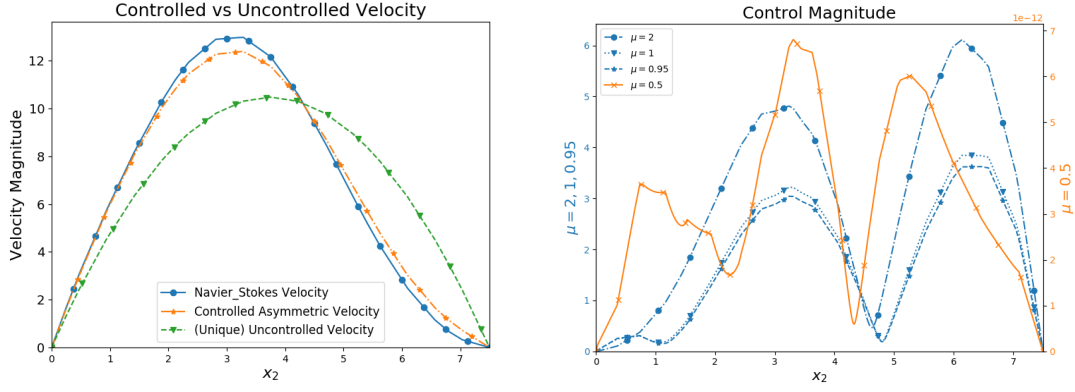 Controlled vs Uncontrolled Velocity
Velocity Magnitude
12
10
8
6
4
2
0
Navier_Stokes Velocity
Controlled Asymmetric Velocity
(Unique) Uncontrolled Velocity
0 1 2 3 4 5 6 7
x₂
Control Magnitude
1e−12
μ = 2, 1, 0.95
6
5
4
3
2
1
0
μ = 2
μ = 1
μ = 0.95
μ = 0.5
7
6
5
4
3
2
1
0
μ = 0.5
0 1 2 3 4 5 6 7
x₂